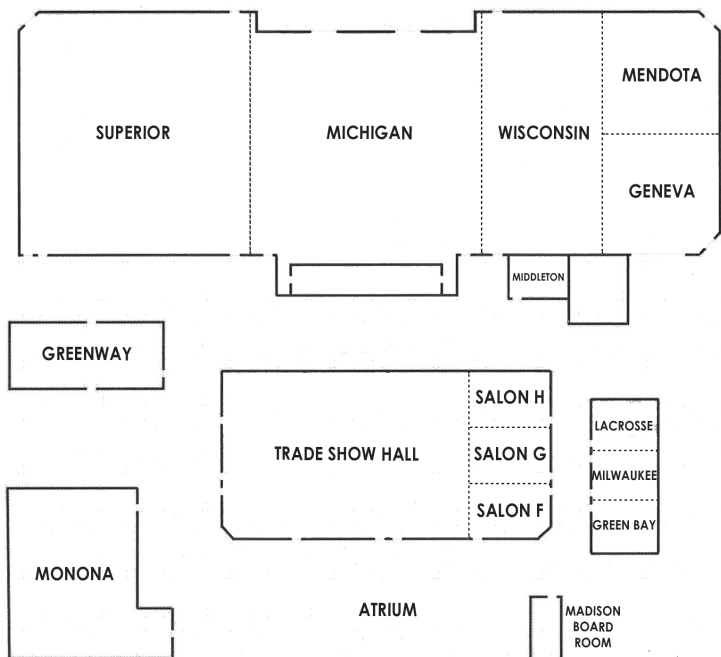 MENDOTA
SUPERIOR
MICHIGAN
WISCONSIN
GENEVA
MIDDLETON
GREENWAY
SALON H
LACROSSE
TRADE SHOW HALL
SALON G
MILWAUKEE
SALON F
GREEN BAY
MONONA
ATRIUM
MADISON
BOARD
ROOM